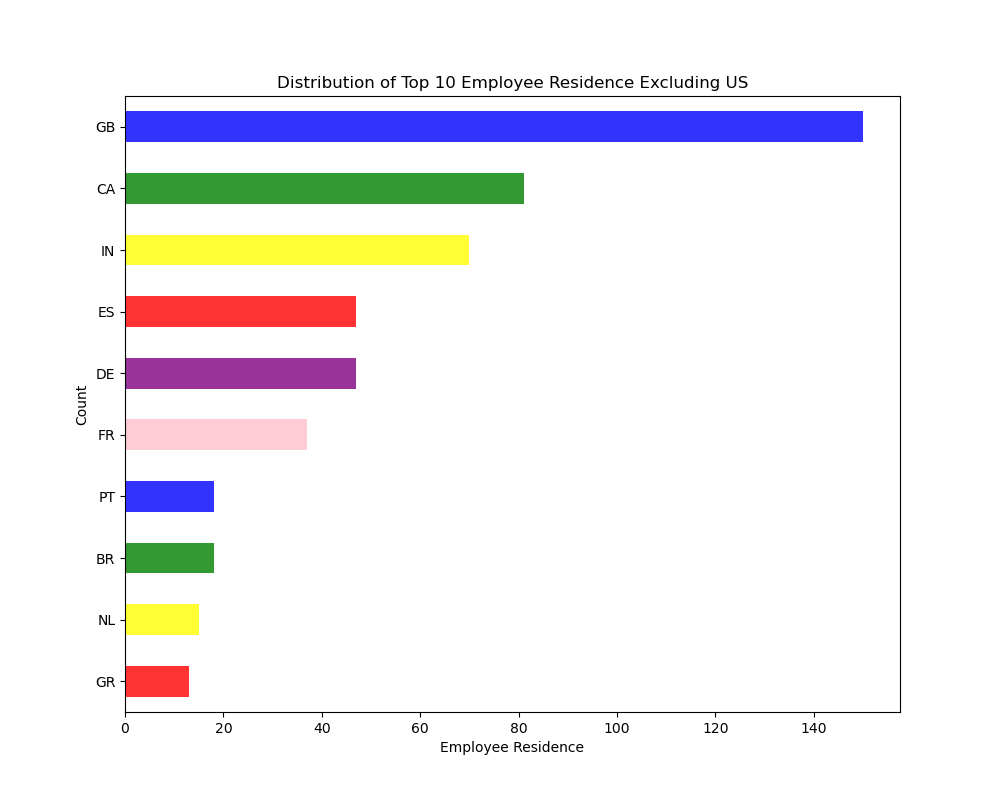 Distribution of Top 10 Employee Residence Excluding US
GB
CA
IN
ES
DE
FR
PT
BR
NL
GR
Count
0 20 40 60 80 100 120 140
Employee Residence